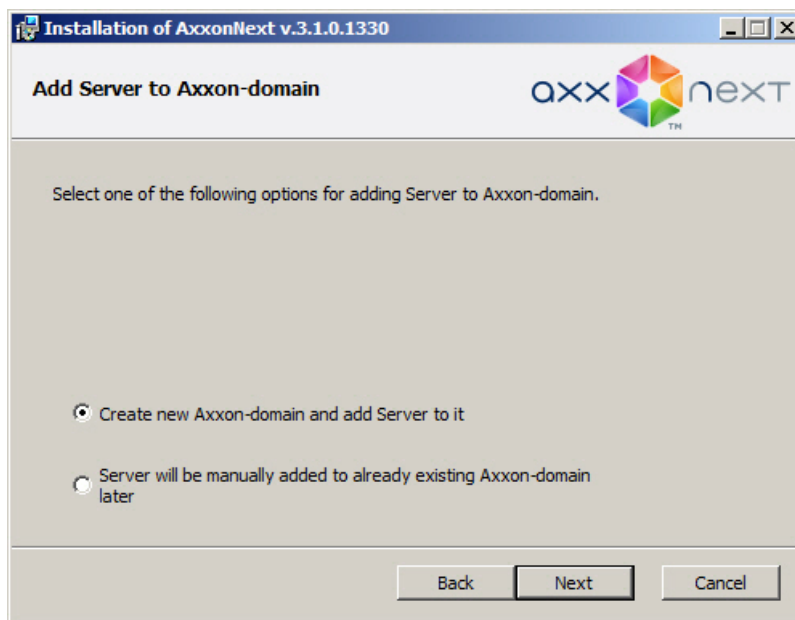 Installation of AxxonNext v.3.1.0.1330
Add Server to Axxon-domain
axx next
TM
Select one of the following options for adding Server to Axxon-domain.
Create new Axxon-domain and add Server to it
Server will be manually added to already existing Axxon-domain
later
Back Next Cancel